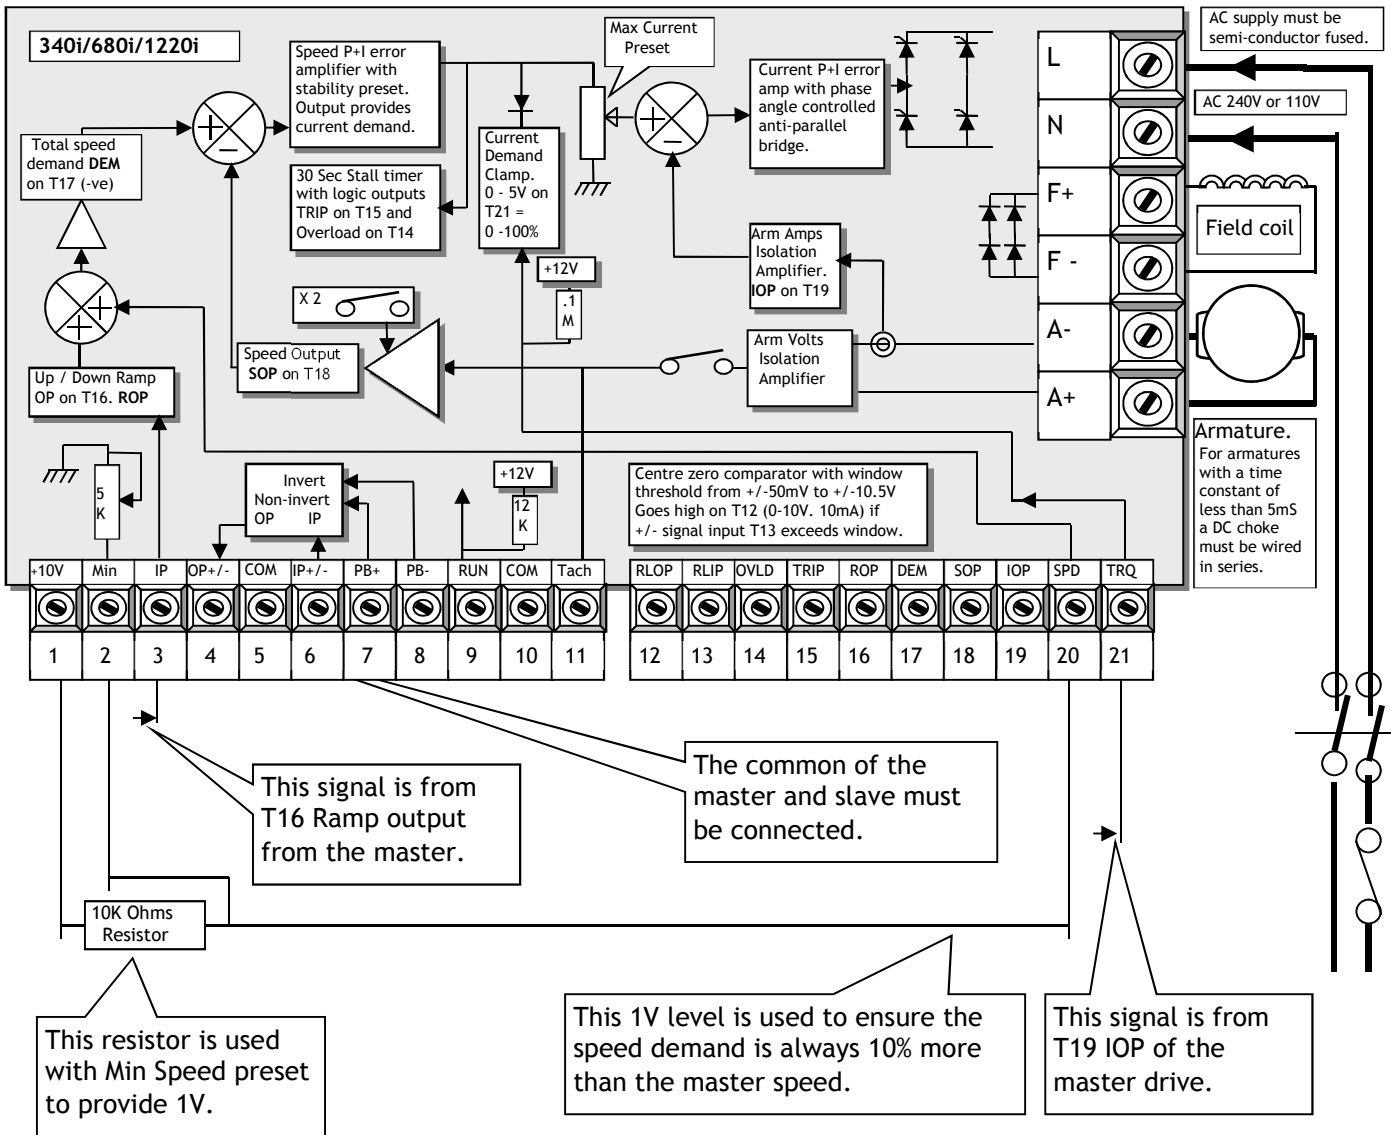 340i/680i/1220i
Speed P+I error
amplifier with
stability preset.
Output provides
current demand.
Max Current
Preset
Current P+I error
amp with phase
angle controlled
anti-parallel
bridge.
AC supply must be
semi-conductor fused.
AC 240V or 110V
L
N
F+
F -
A-
A+
Field coil
Total speed
demand DEM
on T17 (-ve)
+
–
+
–
30 Sec Stall timer
with logic outputs
TRIP on T15 and
Overload on T14
Current
Demand
Clamp.
0 - 5V on
T21 =
0 -100%
+12V
.1
M
Arm Amps
Isolation
Amplifier.
IOP on T19
X 2
Speed Output
SOP on T18
Arm Volts
Isolation
Amplifier
+
+
Up / Down Ramp
OP on T16. ROP
5
K
Invert
Non-invert
OP IP
+12V
12
K
Centre zero comparator with window
threshold from +/-50mV to +/-10.5V
Goes high on T12 (0-10V. 10mA) if
+/- signal input T13 exceeds window.
Armature.
For armatures
with a time
constant of
less than 5mS
a DC choke
must be wired
in series.
+10V Min IP OP+/- COM IP+/- PB+ PB- RUN COM Tach
RLOP RLIP OVLD TRIP ROP DEM SOP IOP SPD TRQ
1 2 3 4 5 6 7 8 9 10 11
12 13 14 15 16 17 18 19 20 21
This signal is from
T16 Ramp output
from the master.
The common of the
master and slave must
be connected.
10K Ohms
Resistor
This resistor is used
with Min Speed preset
to provide 1V.
This 1V level is used to ensure the
speed demand is always 10% more
than the master speed.
This signal is from
T19 IOP of the
master drive.